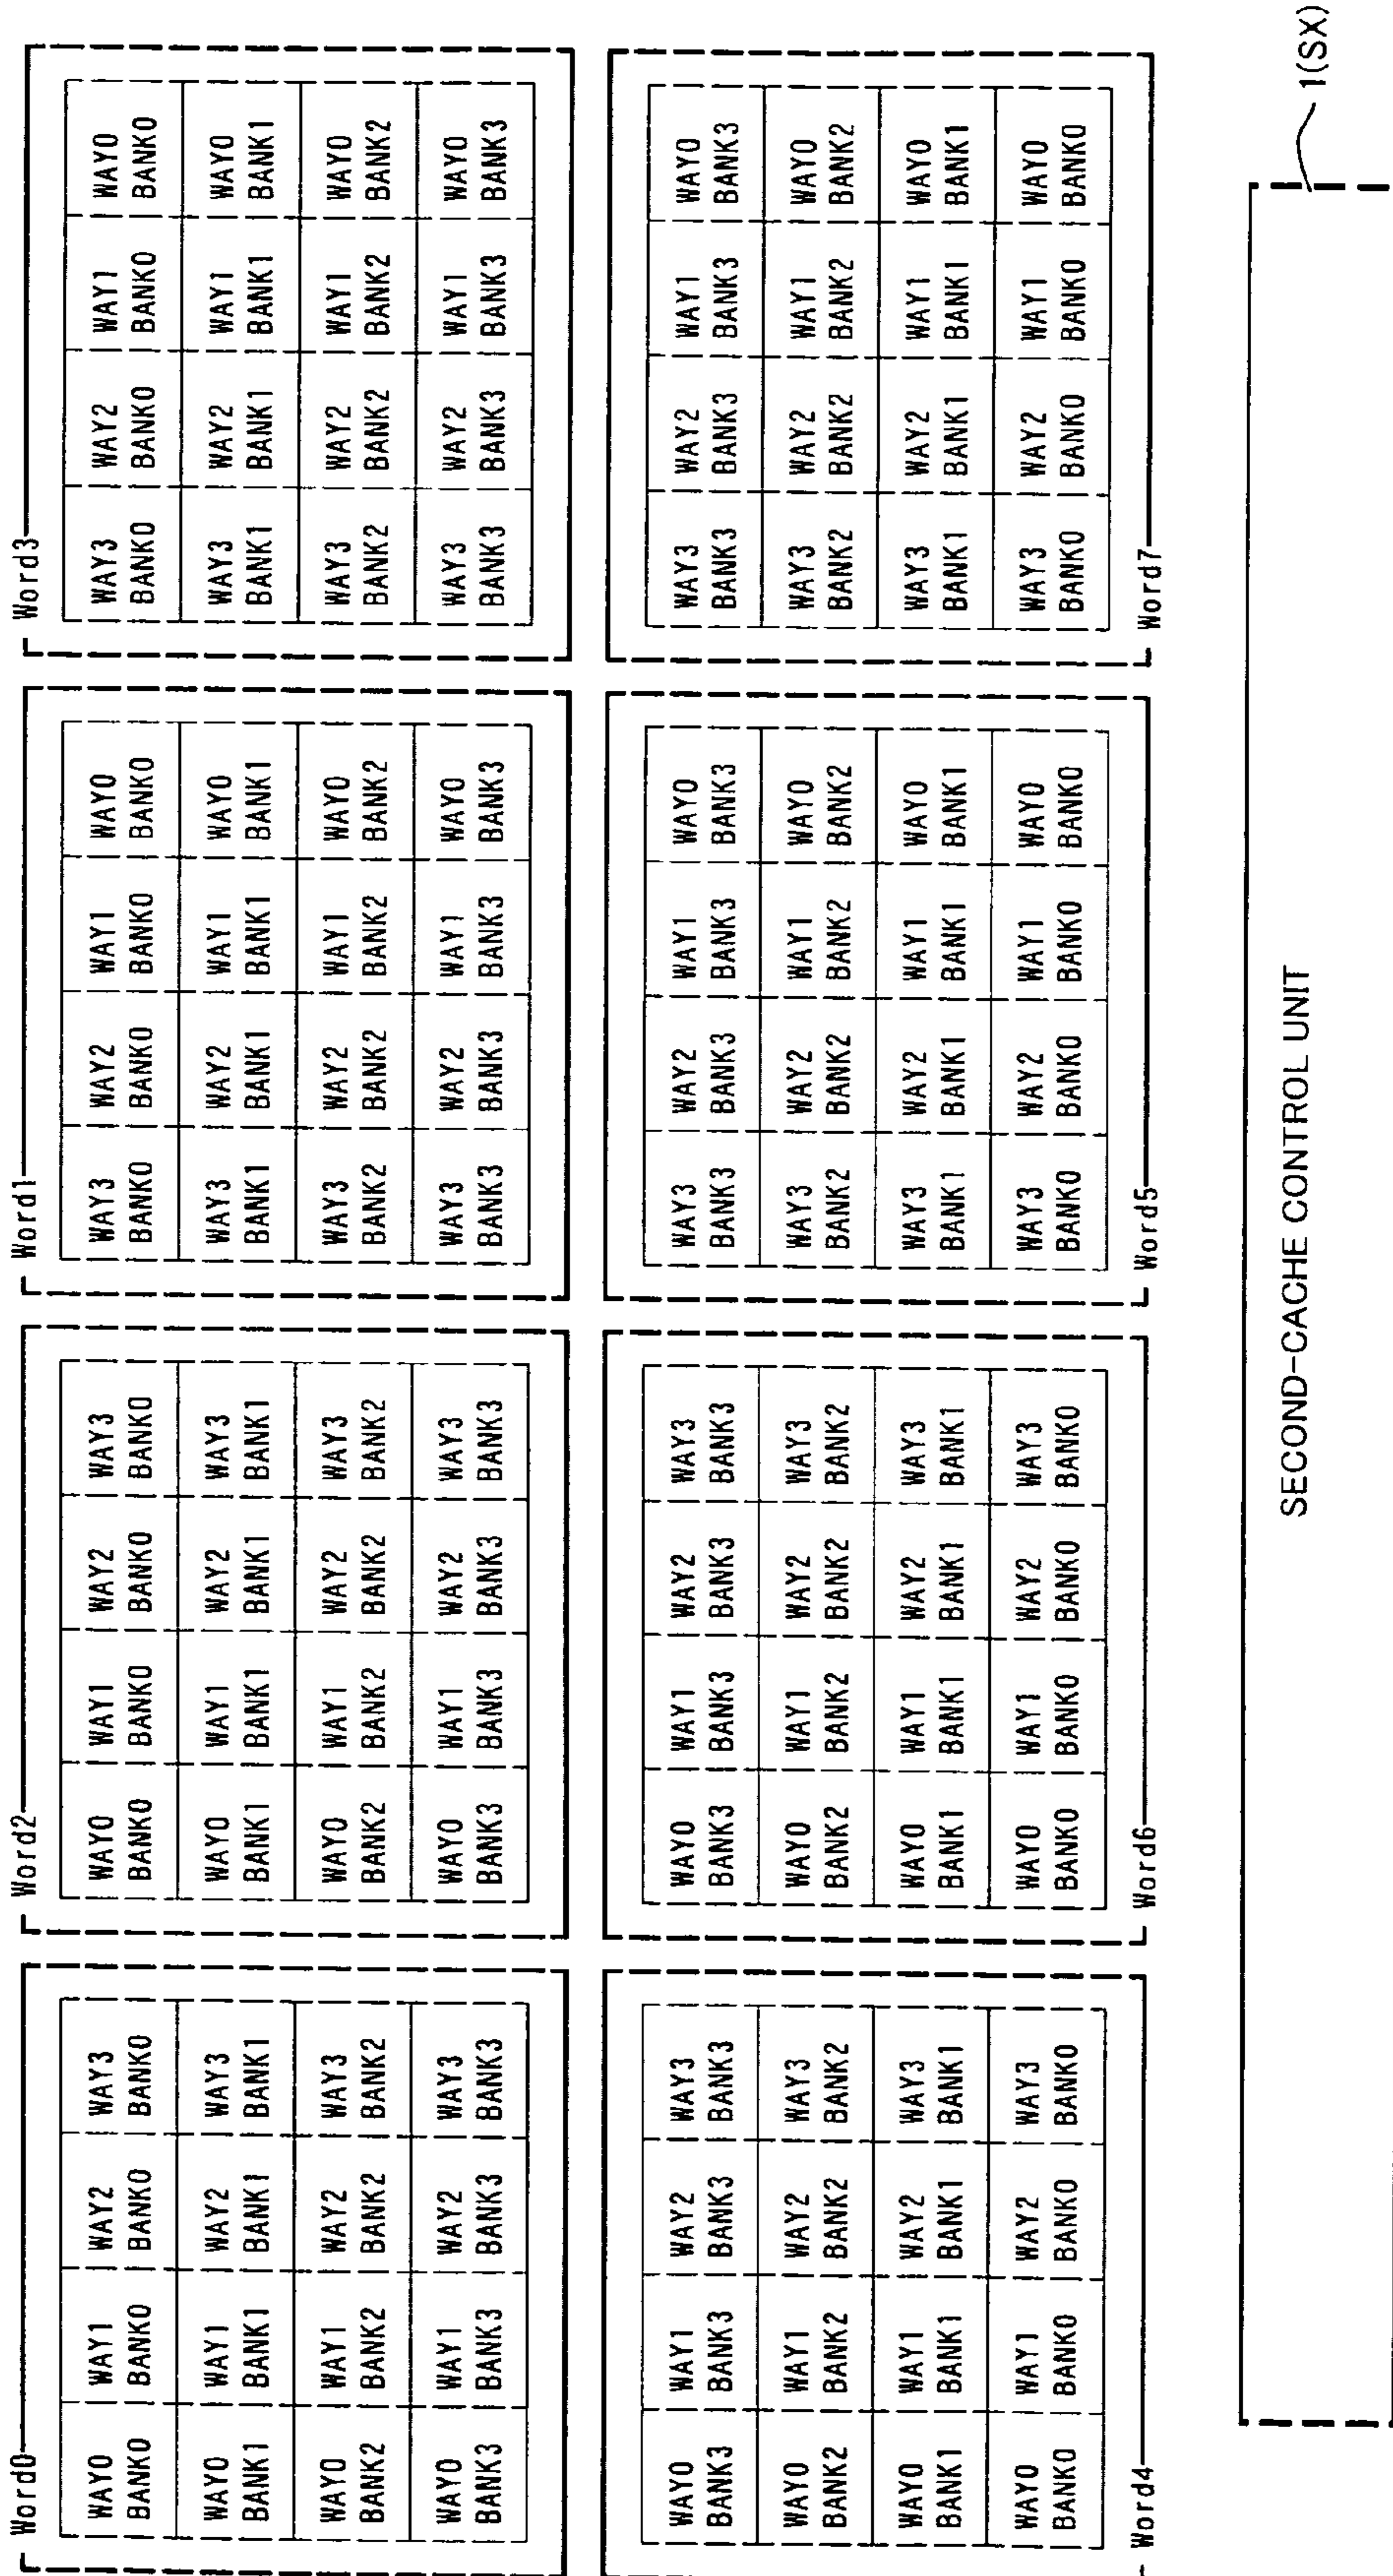 Word0
WAY0 WAY1 WAY2 WAY3
BANK0 BANK0 BANK0 BANK0
WAY0 WAY1 WAY2 WAY3
BANK1 BANK1 BANK1 BANK1
WAY0 WAY1 WAY2 WAY3
BANK2 BANK2 BANK2 BANK2
WAY0 WAY1 WAY2 WAY3
BANK3 BANK3 BANK3 BANK3
Word2
WAY0 WAY1 WAY2 WAY3
BANK0 BANK0 BANK0 BANK0
WAY0 WAY1 WAY2 WAY3
BANK1 BANK1 BANK1 BANK1
WAY0 WAY1 WAY2 WAY3
BANK2 BANK2 BANK2 BANK2
WAY0 WAY1 WAY2 WAY3
BANK3 BANK3 BANK3 BANK3
Word1
WAY3 WAY2 WAY1 WAY0
BANK0 BANK0 BANK0 BANK0
WAY3 WAY2 WAY1 WAY0
BANK1 BANK1 BANK1 BANK1
WAY3 WAY2 WAY1 WAY0
BANK2 BANK2 BANK2 BANK2
WAY3 WAY2 WAY1 WAY0
BANK3 BANK3 BANK3 BANK3
Word3
WAY3 WAY2 WAY1 WAY0
BANK0 BANK0 BANK0 BANK0
WAY3 WAY2 WAY1 WAY0
BANK1 BANK1 BANK1 BANK1
WAY3 WAY2 WAY1 WAY0
BANK2 BANK2 BANK2 BANK2
WAY3 WAY2 WAY1 WAY0
BANK3 BANK3 BANK3 BANK3
WAY0 WAY1 WAY2 WAY3
BANK3 BANK3 BANK3 BANK3
WAY0 WAY1 WAY2 WAY3
BANK2 BANK2 BANK2 BANK2
WAY0 WAY1 WAY2 WAY3
BANK1 BANK1 BANK1 BANK1
WAY0 WAY1 WAY2 WAY3
BANK0 BANK0 BANK0 BANK0
Word4
WAY0 WAY1 WAY2 WAY3
BANK3 BANK3 BANK3 BANK3
WAY0 WAY1 WAY2 WAY3
BANK2 BANK2 BANK2 BANK2
WAY0 WAY1 WAY2 WAY3
BANK1 BANK1 BANK1 BANK1
WAY0 WAY1 WAY2 WAY3
BANK0 BANK0 BANK0 BANK0
Word6
WAY3 WAY2 WAY1 WAY0
BANK3 BANK3 BANK3 BANK3
WAY3 WAY2 WAY1 WAY0
BANK2 BANK2 BANK2 BANK2
WAY3 WAY2 WAY1 WAY0
BANK1 BANK1 BANK1 BANK1
WAY3 WAY2 WAY1 WAY0
BANK0 BANK0 BANK0 BANK0
Word5
WAY3 WAY2 WAY1 WAY0
BANK3 BANK3 BANK3 BANK3
WAY3 WAY2 WAY1 WAY0
BANK2 BANK2 BANK2 BANK2
WAY3 WAY2 WAY1 WAY0
BANK1 BANK1 BANK1 BANK1
WAY3 WAY2 WAY1 WAY0
BANK0 BANK0 BANK0 BANK0
Word7
1(SX)
SECOND-CACHE CONTROL UNIT